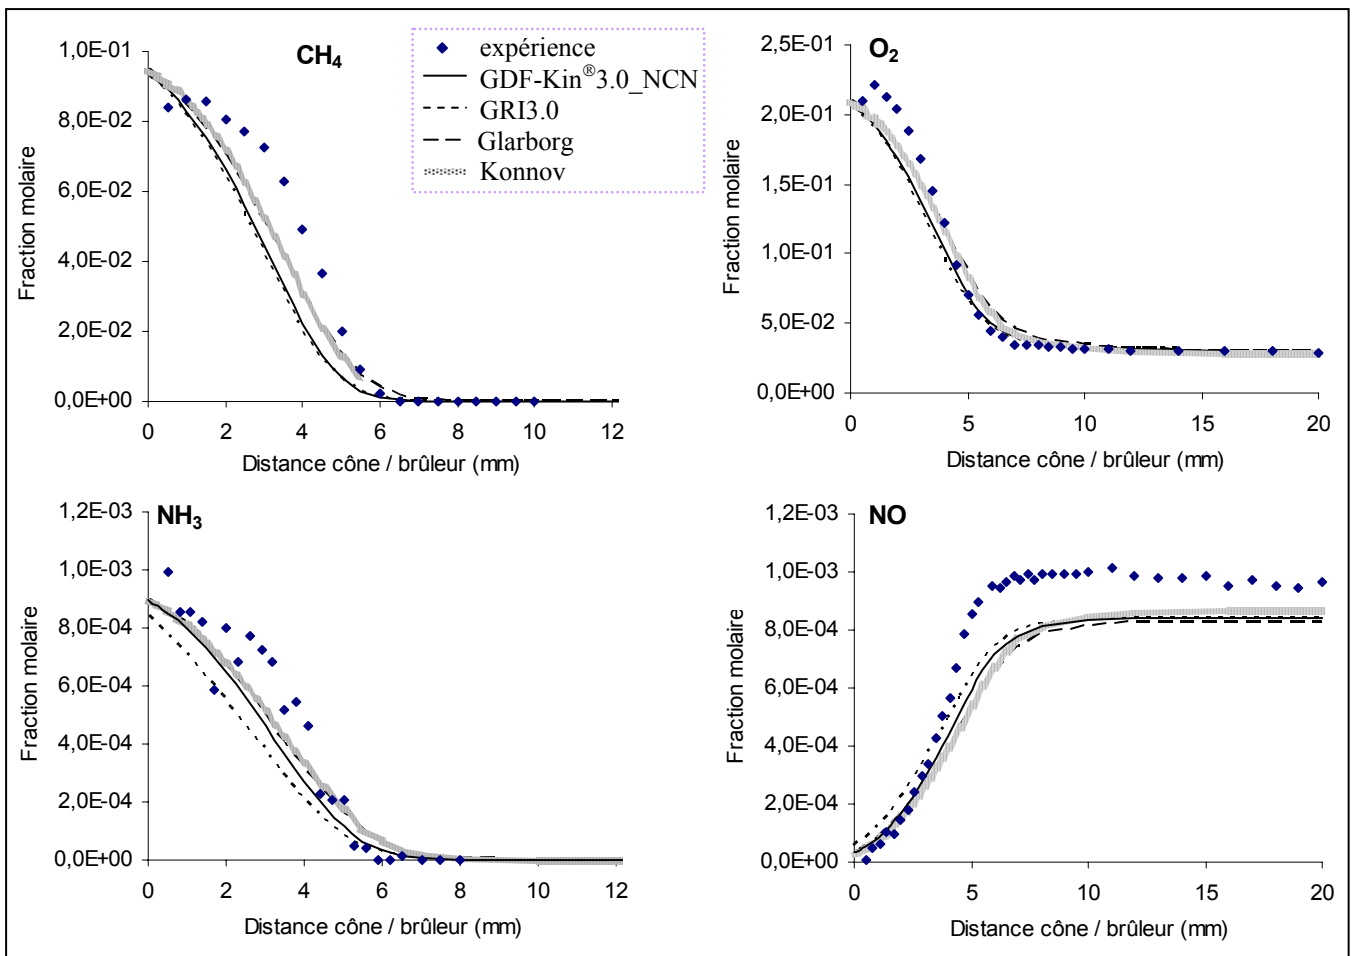 CH4
1,0E-01
8,0E-02
6,0E-02
4,0E-02
2,0E-02
0,0E+00
0 2 4 6 8 10 12
Fraction molaire
Distance cône / brûleur (mm)
expérience
GDF-Kin®3.0_NCN
GRI3.0
Glarborg
Konnov
O2
2,5E-01
2,0E-01
1,5E-01
1,0E-01
5,0E-02
0,0E+00
0 5 10 15 20
Fraction molaire
Distance cône / brûleur (mm)
NH3
1,2E-03
1,0E-03
8,0E-04
6,0E-04
4,0E-04
2,0E-04
0,0E+00
0 2 4 6 8 10 12
Fraction molaire
Distance cône / brûleur (mm)
NO
1,2E-03
1,0E-03
8,0E-04
6,0E-04
4,0E-04
2,0E-04
0,0E+00
0 5 10 15 20
Fraction molaire
Distance cône / brûleur (mm)